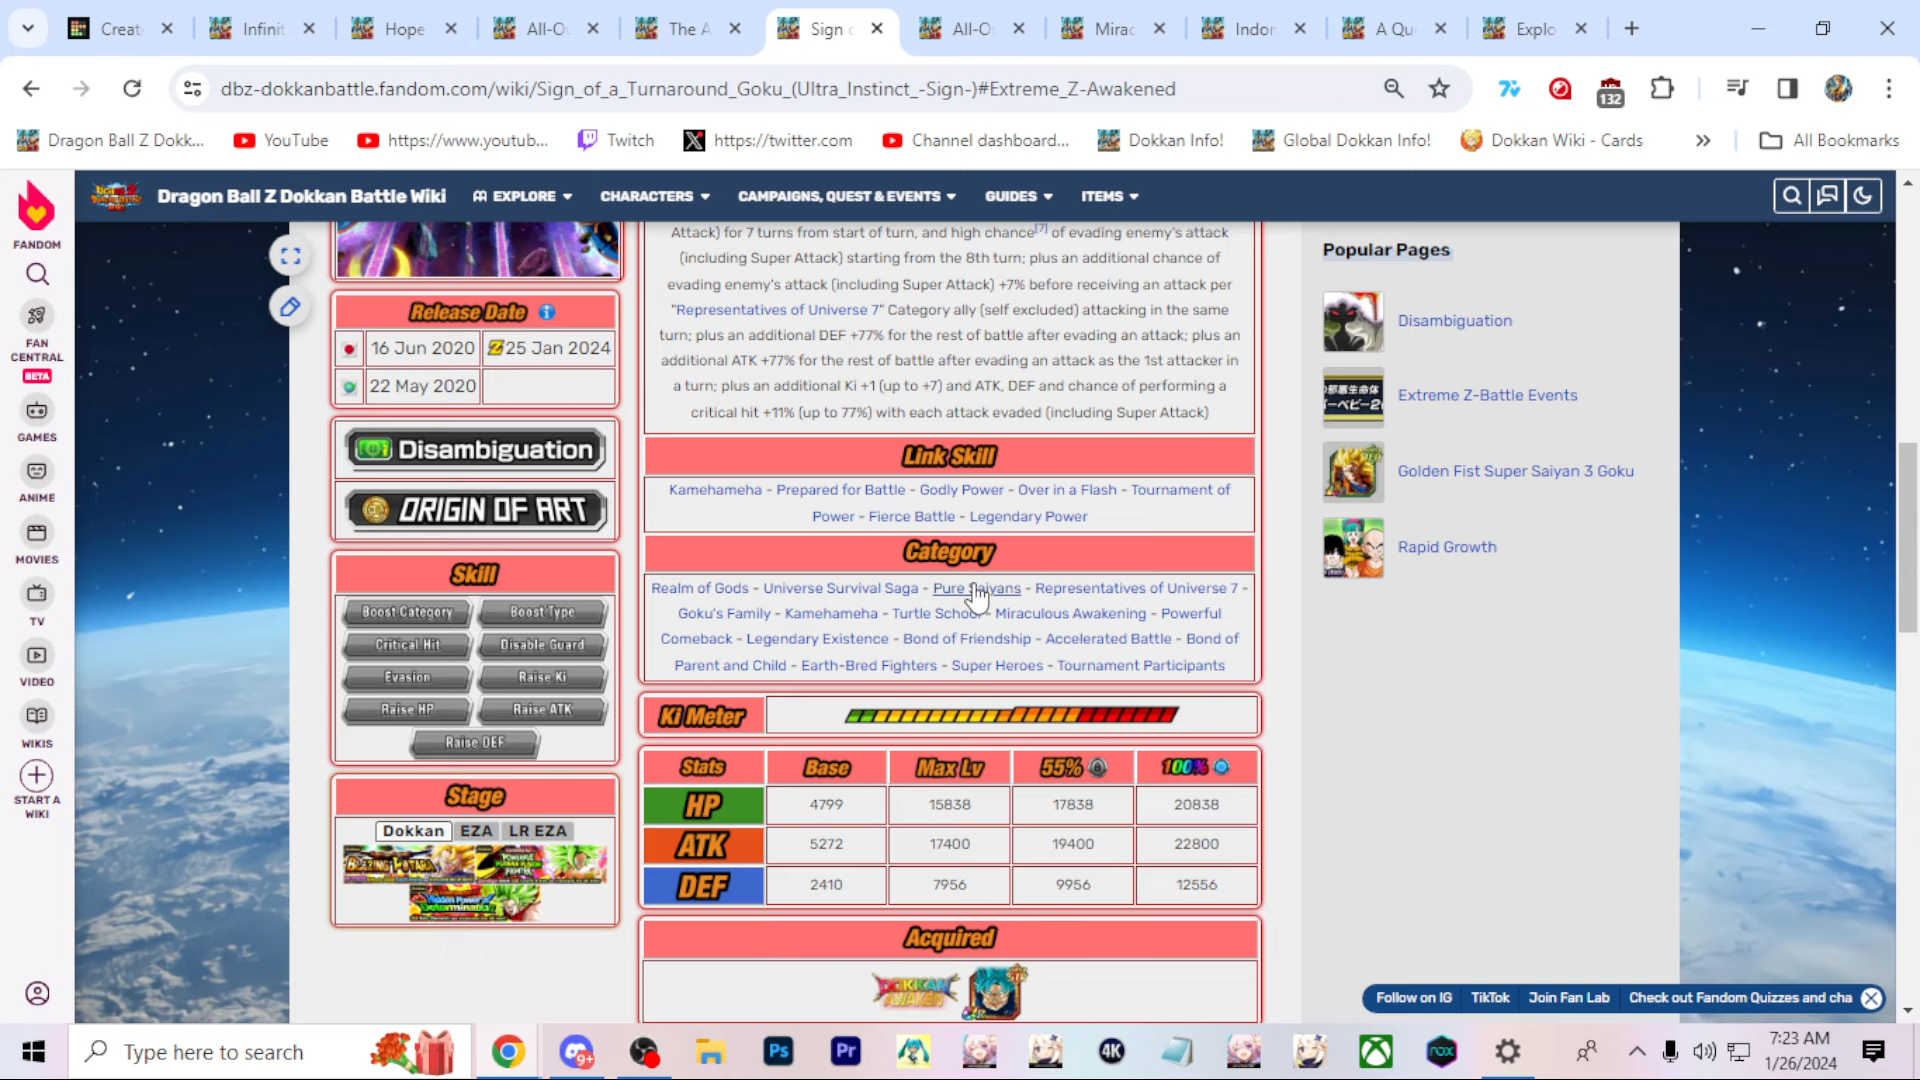 Creat
Infinit
Hope
All-O
The A
Sign o
All-O
Mirac
Indor
A Qu
Explo
dbz-dokkanbattle.fandom.com/wiki/Sign_of_a_Turnaround_Goku_(Ultra_Instinct_-Sign-)#Extreme_Z-Awakened
132
Dragon Ball Z Dokk...
YouTube
https://www.youtub...
Twitch
https://twitter.com
Channel dashboard...
Dokkan Info!
Global Dokkan Info!
Dokkan Wiki - Cards
All Bookmarks
Dragon Ball Z Dokkan Battle Wiki
EXPLORE
CHARACTERS
CAMPAIGNS, QUEST & EVENTS
GUIDES
ITEMS
FANDOM
FAN
CENTRAL
BETA
GAMES
ANIME
MOVIES
TV
VIDEO
WIKIS
START A
WIKI
Release Date
16 Jun 2020
25 Jan 2024
22 May 2020
Disambiguation
ORIGIN OF ART
Skill
Boost Category
Boost Type
Critical Hit
Disable Guard
Evasion
Raise Ki
Raise HP
Raise ATK
Raise DEF
Stage
Dokkan
EZA
LR EZA
Attack) for 7 turns from start of turn, and high chance[7] of evading enemy's attack
(including Super Attack) starting from the 8th turn; plus an additional chance of
evading enemy's attack (including Super Attack) +7% before receiving an attack per
"Representatives of Universe 7" Category ally (self excluded) attacking in the same
turn; plus an additional DEF +77% for the rest of battle after evading an attack; plus an
additional ATK +77% for the rest of battle after evading an attack as the 1st attacker in
a turn; plus an additional Ki +1 (up to +7) and ATK, DEF and chance of performing a
critical hit +11% (up to 77%) with each attack evaded (including Super Attack)
Link Skill
Kamehameha - Prepared for Battle - Godly Power - Over in a Flash - Tournament of
Power - Fierce Battle - Legendary Power
Category
Realm of Gods - Universe Survival Saga - Pure Saiyans - Representatives of Universe 7 -
Goku's Family - Kamehameha - Turtle School - Miraculous Awakening - Powerful
Comeback - Legendary Existence - Bond of Friendship - Accelerated Battle - Bond of
Parent and Child - Earth-Bred Fighters - Super Heroes - Tournament Participants
Ki Meter
Stats
Base
Max Lv
55%
100%
HP
4799
15838
17838
20838
ATK
5272
17400
19400
22800
DEF
2410
7956
9956
12556
Acquired
DOKKAN
AWAKEN
Popular Pages
Disambiguation
Extreme Z-Battle Events
Golden Fist Super Saiyan 3 Goku
Rapid Growth
Follow on IG
TikTok
Join Fan Lab
Check out Fandom Quizzes and cha
Type here to search
9+
Ps
Pr
4K
nox
7:23 AM
1/26/2024